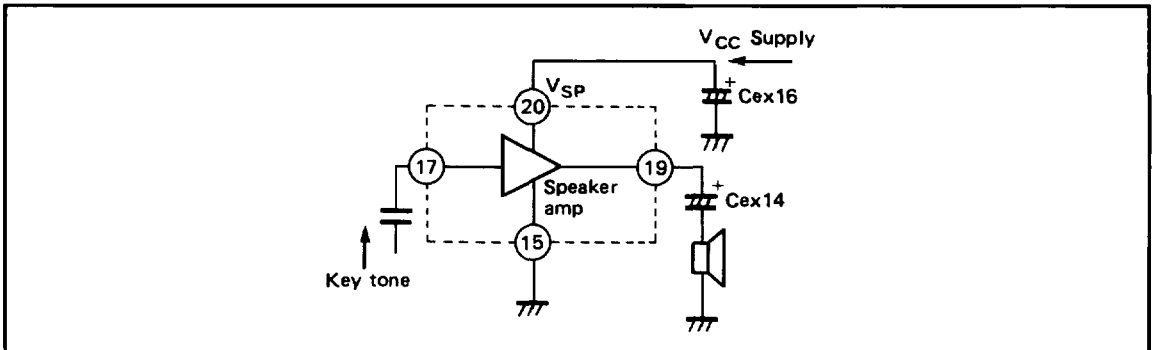 V_CC Supply
+
Cex16
V_SP
20
17
19
Speaker
amp
+
Cex14
15
Key tone